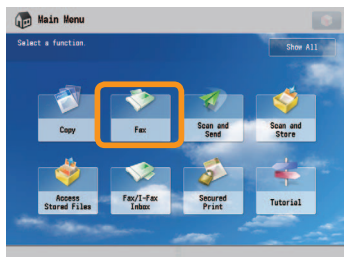 Main Menu
Select a function.
Show All
Copy
Fax
Scan and
Send
Scan and
Store
Access
Stored Files
Fax/I-Fax
Inbox
Secured
Print
Tutorial